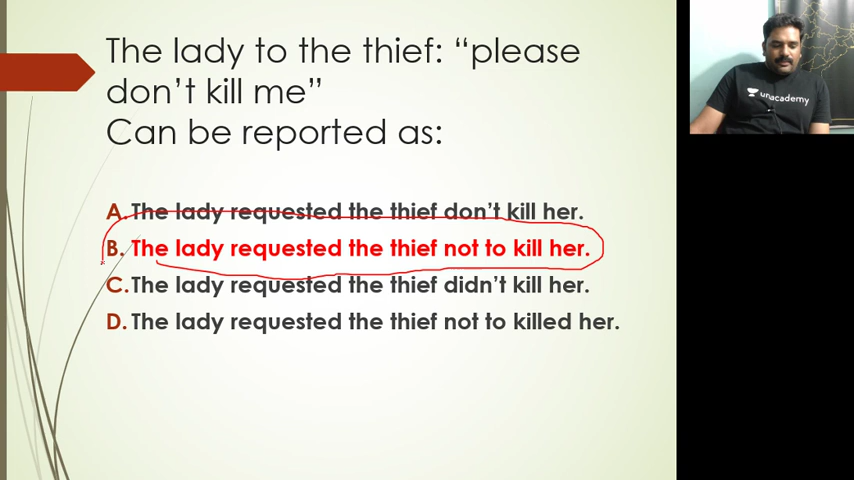 The lady to the thief: “please
don’t kill me”
Can be reported as:
A. The lady requested the thief don’t kill her.
B. The lady requested the thief not to kill her.
C. The lady requested the thief didn’t kill her.
D. The lady requested the thief not to killed her.
unacademy